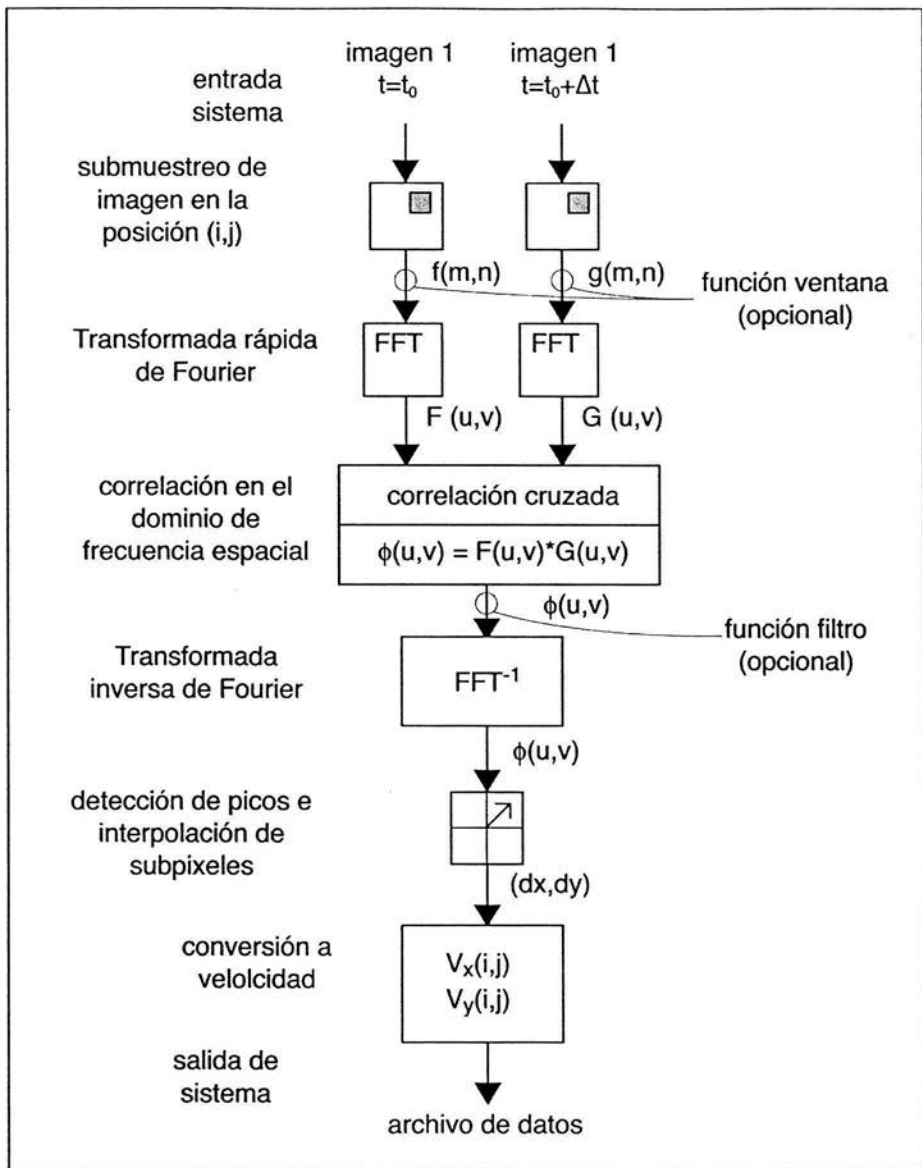 imagen 1 imagen 1
t=t₀ t=t₀+Δt
entrada
sistema
submuestreo de
imagen en la
posición (i,j)
f(m,n) g(m,n)
función ventana
(opcional)
Transformada rápida
de Fourier
FFT FFT
F (u,v) G (u,v)
correlación en el
dominio de
frecuencia espacial
correlación cruzada
ϕ(u,v) = F(u,v)*G(u,v)
ϕ(u,v)
función filtro
(opcional)
Transformada
inversa de Fourier
FFT⁻¹
ϕ(u,v)
detección de picos e
interpolación de
subpixeles
(dx,dy)
conversión a
velolcidad
Vₓ(i,j)
Vy(i,j)
salida de
sistema
archivo de datos